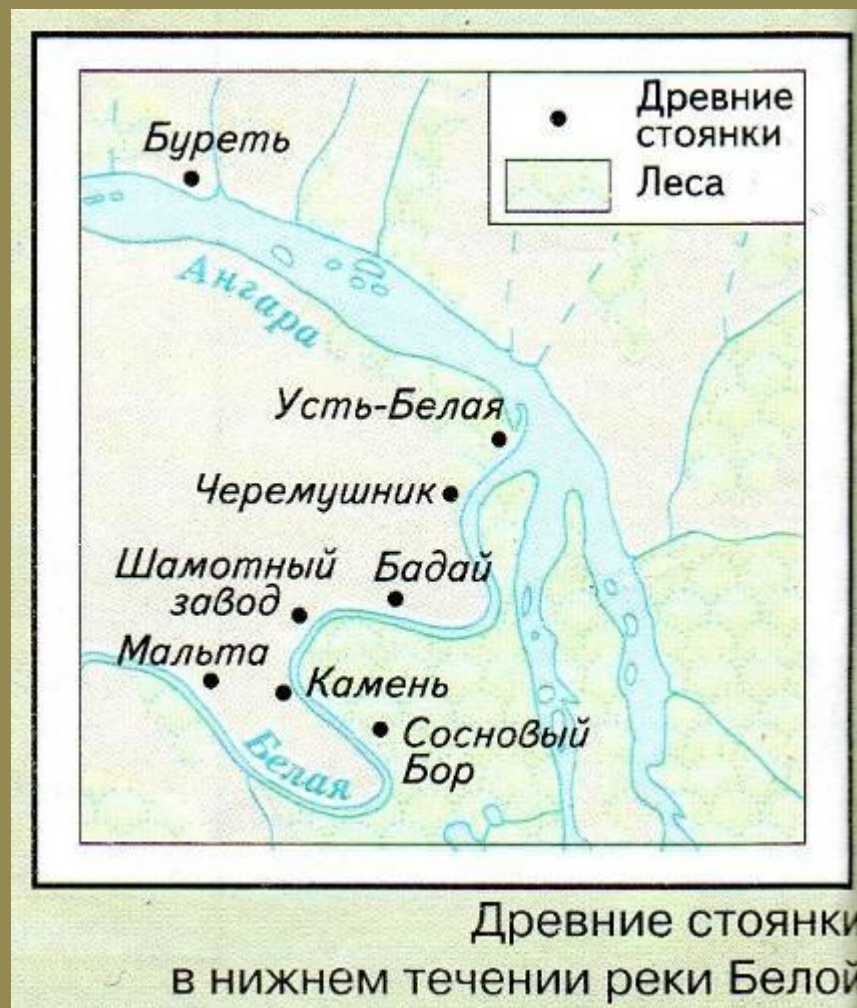 Древние
стоянки
Леса
Буреть
Ангара
Усть-Белая
Черемушник
Шамотный
завод
Бадай
Мальта
Камень
Сосновый
Бор
Белая
Древние стоянки
в нижнем течении реки Белой